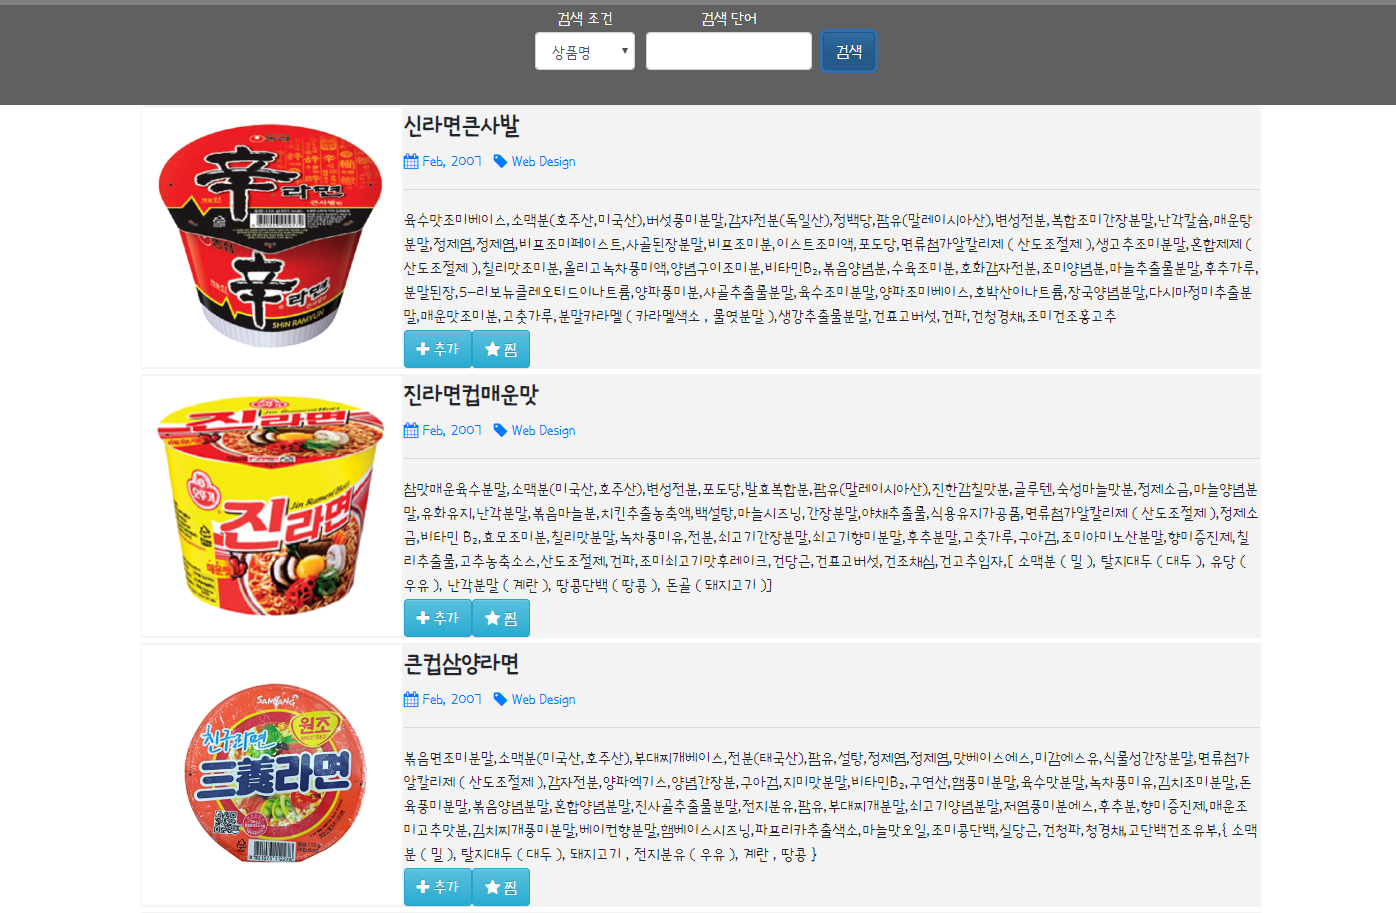 검색 조건
검색 단어
상품명
검색
신라면큰사발
Feb, 2007 Web Design
육수맛조미베이스,소맥분(호주산,미국산),버섯풍미분말,감자전분(독일산),정백당,팜유(말레이시아산),변성전분,복합조미간장분말,난각칼슘,매운탕
분말,정제염,정제염,비프조미페이스트,사골된장분말,비프조미분,이스트조미액,포도당,면류첨가알칼리제 ( 산도조절제 ),생고추조미분말,혼합제제 (
산도조절제 ),칠리맛조미분,올리고녹차풍미액,양념구이조미분,비타민B₂,볶음양념분,수육조미분,호화감자전분,조미양념분,마늘추출물분말,후추가루,
분말된장,5-리보뉴클레오티드이나트륨,양파풍미분,사골추출물분말,육수조미분말,양파조미베이스,호박산이나트륨,장국양념분말,다시마정미추출분
말,매운맛조미분,고춧가루,분말카라멜 ( 카라멜색소 , 물엿분말 ),생강추출물분말,건표고버섯,건파,건청경채,조미건조홍고추
추가 찜
辛라면
큰사발면
농심
辛라면
SHIN RAMYUN
진라면컵매운맛
Feb, 2007 Web Design
참맛매운육수분말,소맥분(미국산,호주산),변성전분,포도당,발효복합분,팜유(말레이시아산),진한감칠맛분,글루텐,숙성마늘맛분,정제소금,마늘양념분
말,유화유지,난각분말,볶음마늘분,치킨추출농축액,백설탕,마늘시즈닝,간장분말,야채추출물,식용유지가공품,면류첨가알칼리제 ( 산도조절제 ),정제소
금,비타민 B₂,효모조미분,칠리맛분말,녹차풍미유,전분,쇠고기간장분말,쇠고기향미분말,후추분말,고춧가루,구아검,조미아미노산분말,향미증진제,칠
리추출물,고추농축소스,산도조절제,건파,조미쇠고기맛후레이크,건당근,건표고버섯,건조채심,건고추입자,[ 소맥분 ( 밀 ), 탈지대두 ( 대두 ), 유당 (
우유 ), 난각분말 ( 계란 ), 땅콩단백 ( 땅콩 ), 돈골 ( 돼지고기 )]
추가 찜
진라면
Jin Ramen(Hot)
오뚜기
진라면
매운맛
큰컵삼양라면
Feb, 2007 Web Design
볶음면조미분말,소맥분(미국산,호주산),부대찌개베이스,전분(태국산),팜유,설탕,정제염,정제염,맛베이스에스,미감에스유,식물성간장분말,면류첨가
알칼리제 ( 산도조절제 ),감자전분,양파엑기스,양념간장분,구아검,지미맛분말,비타민B₂,구연산,햄풍미분말,육수맛분말,녹차풍미유,김치조미분말,돈
육풍미분말,볶음양념분말,혼합양념분말,진사골추출물분말,전지분유,팜유,부대찌개분말,쇠고기양념분말,저염풍미분에스,후추분,향미증진제,매운조
미고추맛분,김치찌개풍미분말,베이컨향분말,햄베이스시즈닝,파프리카추출색소,마늘맛오일,조미콩단백,실당근,건청파,청경채,고단백건조유부,{ 소맥
분 ( 밀 ), 탈지대두 ( 대두 ), 돼지고기 , 전지분유 ( 우유 ), 계란 , 땅콩 }
추가 찜
SAMYANG
친구라면
원조
三養라면